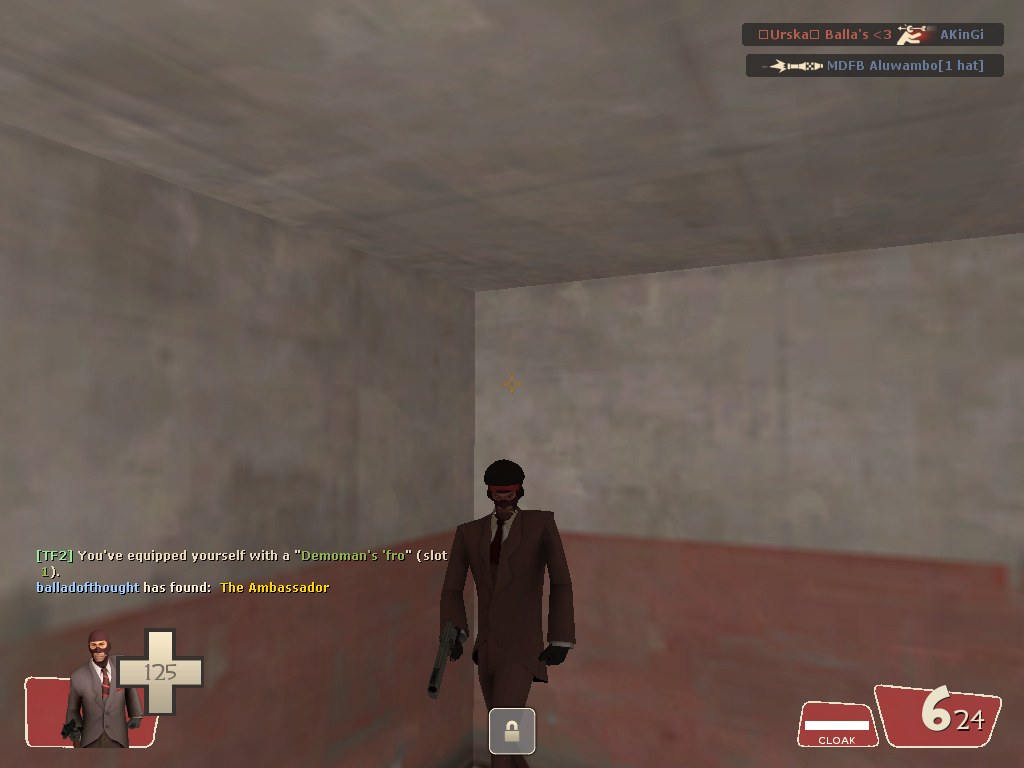 ▯Urska▯ Balla's <3 AKinGi
MDFB Aluwambo[1 hat]
[TF2] You've equipped yourself with a "Demoman's 'fro" (slot
1).
balladofthought has found: The Ambassador
125
6 24
CLOAK